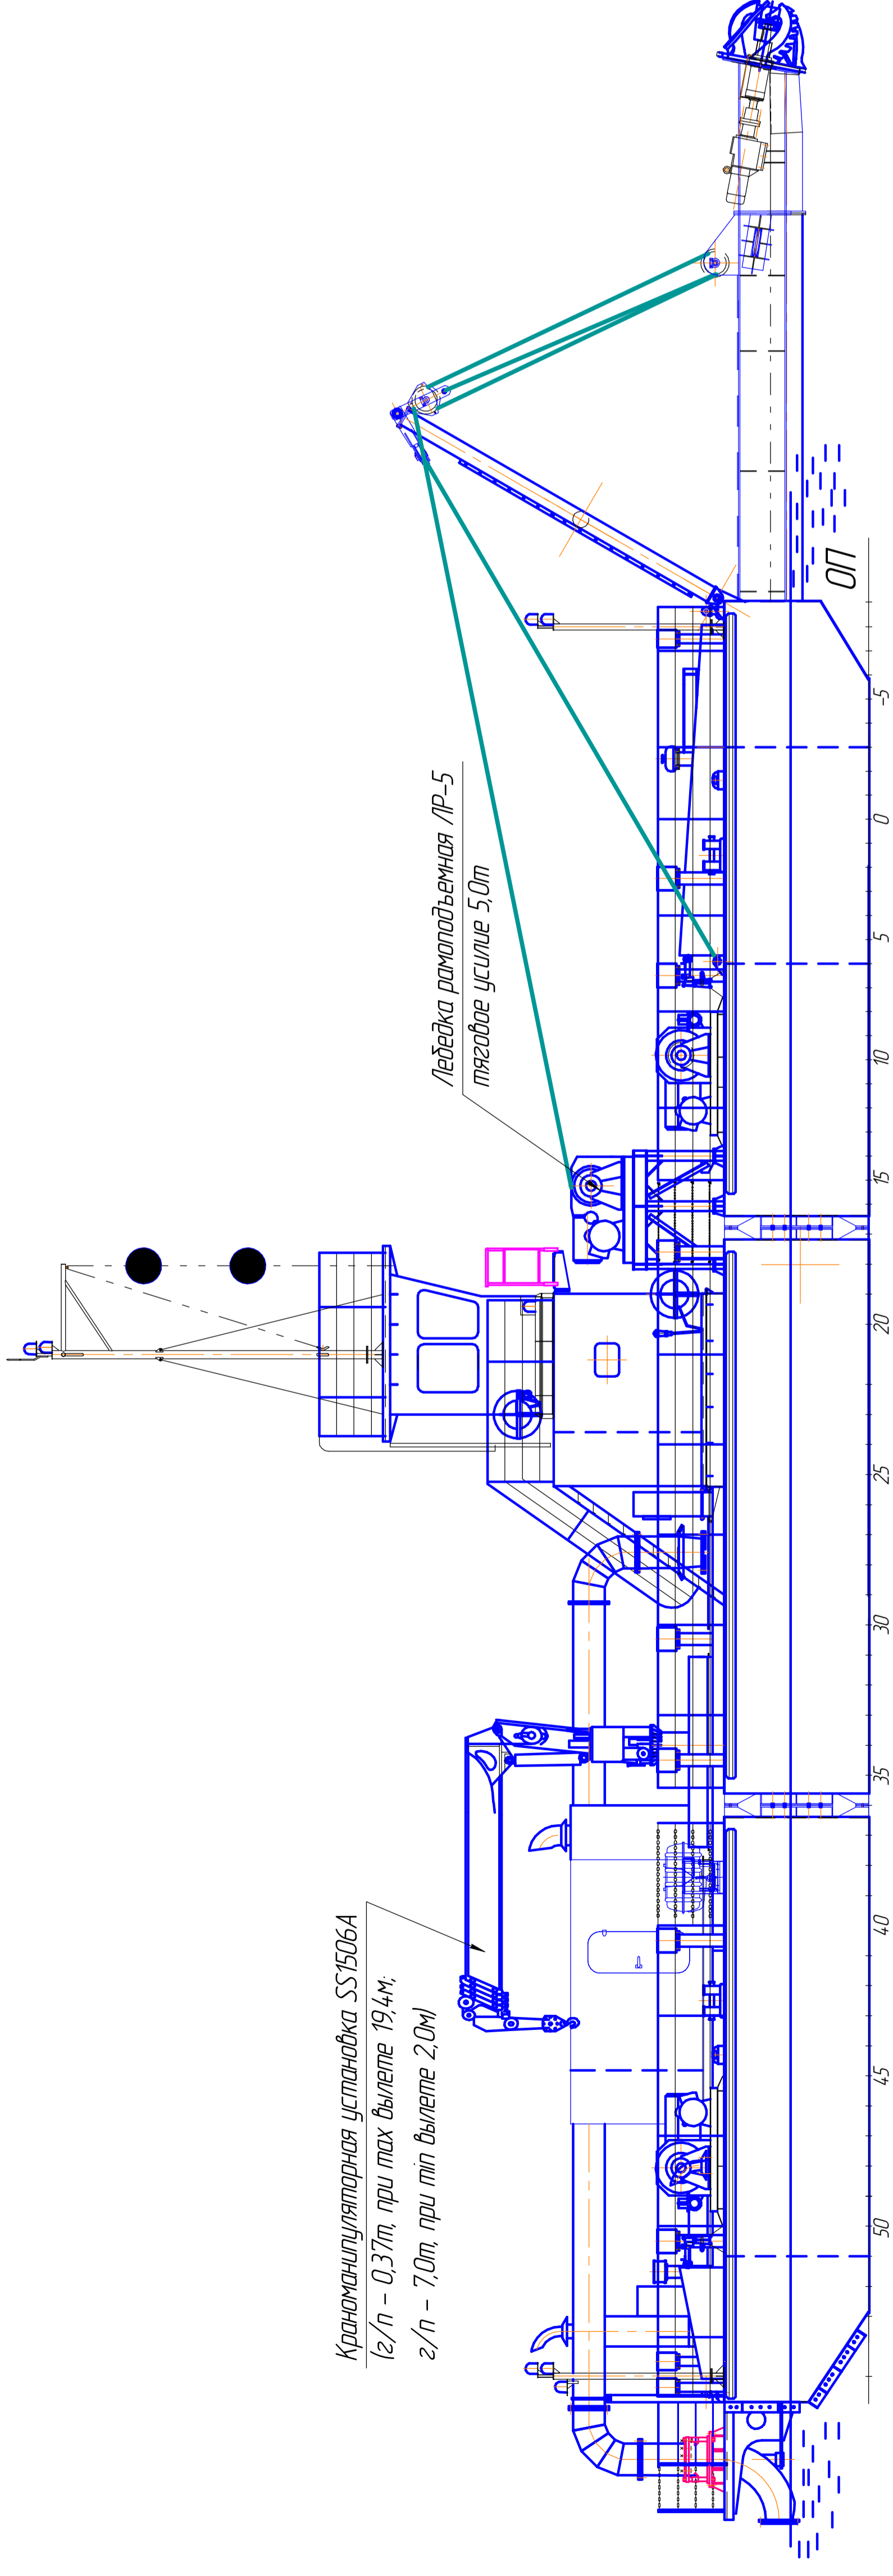 Краноманипуляторная установка SS1506A
(г/п - 0,37т, при max вылете 19,4м;
г/п - 7,0т, при min вылете 2,0м)
Лебедка рамоподъемная ЛР-5
тяговое усилие 5,0т
ОП
50
45
40
35
30
25
20
15
10
5
0
-5